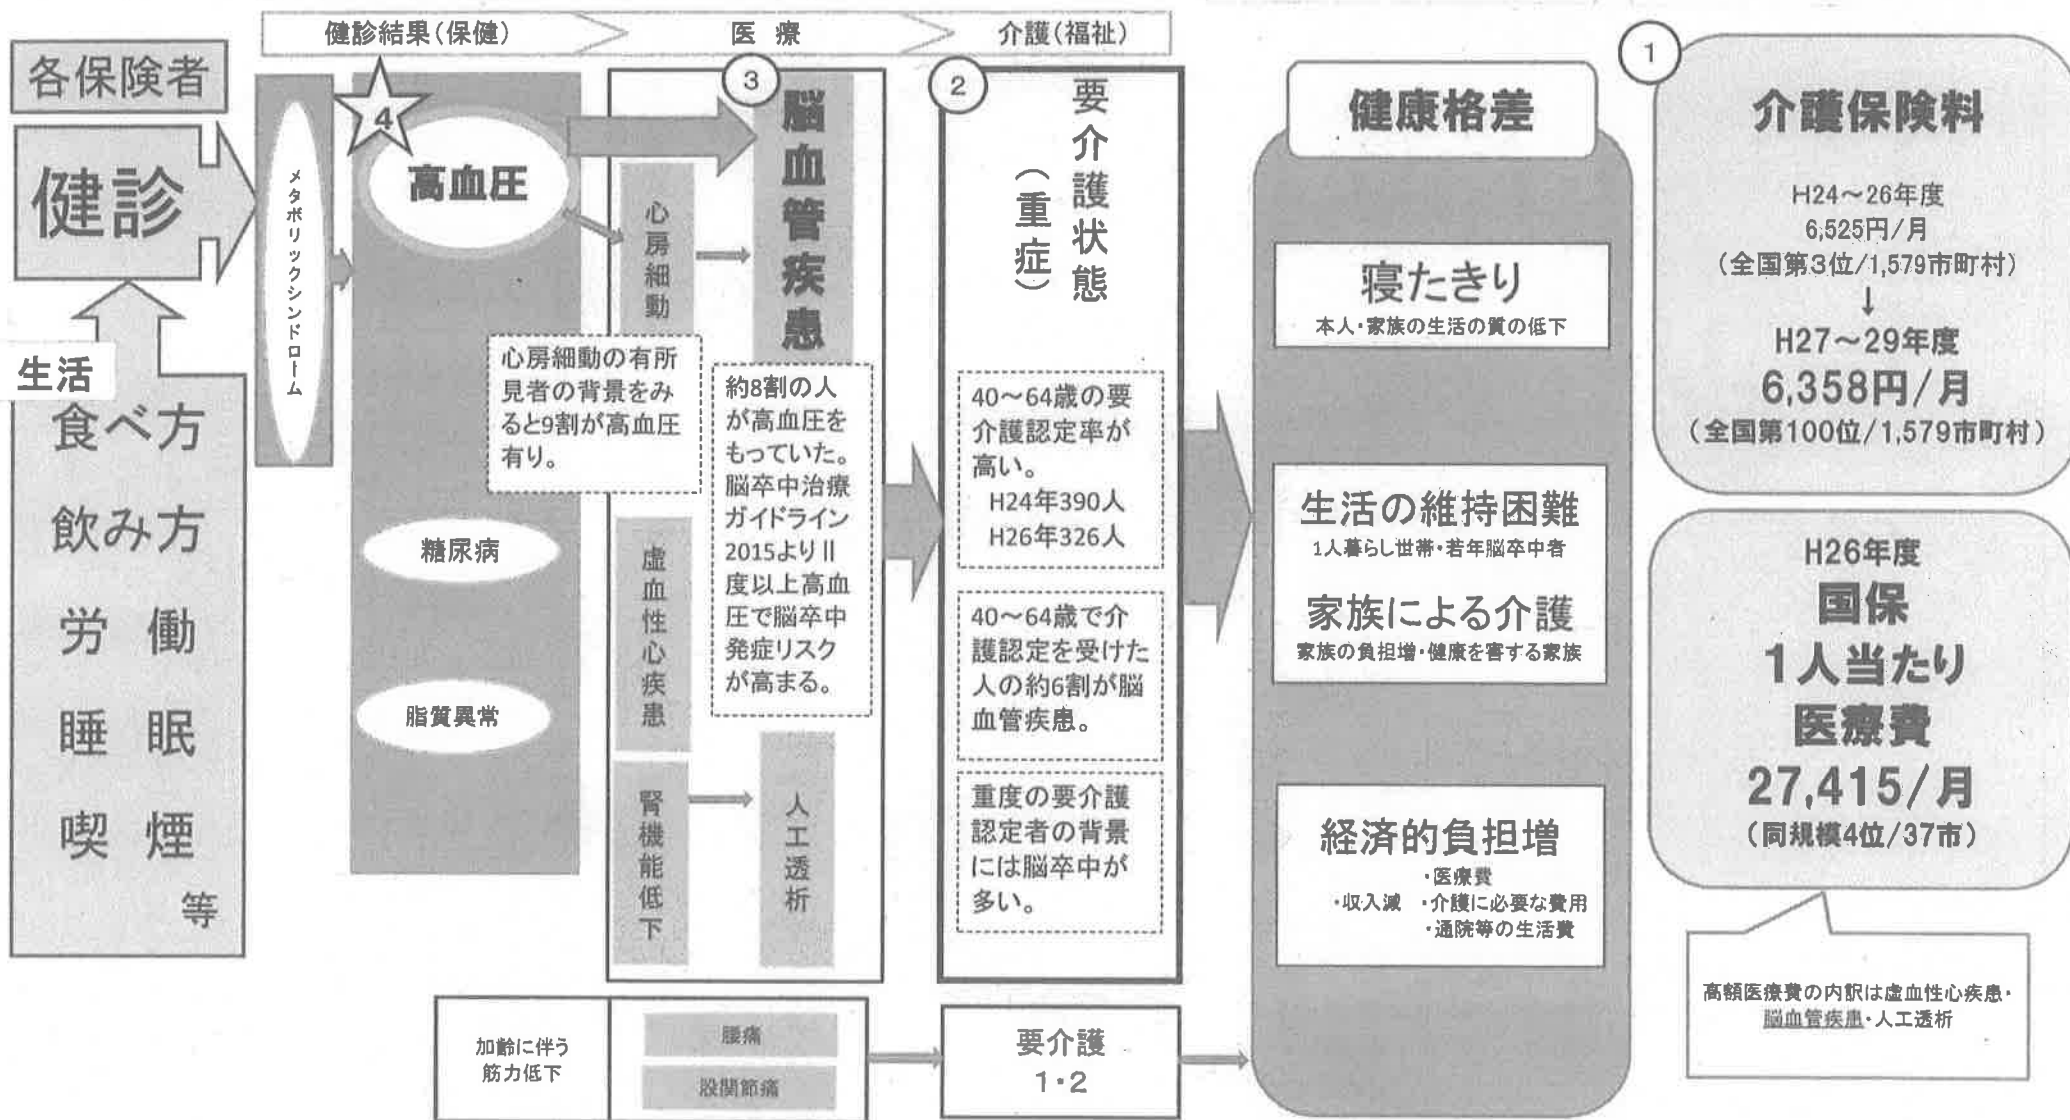 健診結果(保健)
医 療
介護(福祉)
各保険者
健診
生活
食べ方
飲み方
労 働
睡 眠
喫 煙
等
メタボリックシンドローム
4
高血圧
糖尿病
脂質異常
3
脳血管疾患
心房細動
心房細動の有所
見者の背景をみ
ると9割が高血圧
有り。
約8割の人
が高血圧を
もっていた。
脳卒中治療
ガイドライン
2015よりⅡ
度以上高血
圧で脳卒中
発症リスク
が高まる。
虚血性心疾患
腎機能低下
人工透析
2
要介護状態
(重症)
40~64歳の要
介護認定率が
高い。
H24年390人
H26年326人
40~64歳で介
護認定を受けた
人の約6割が脳
血管疾患。
重度の要介護
認定者の背景
には脳卒中が
多い。
加齢に伴う
筋力低下
腰痛
股関節痛
要介護
1・2
健康格差
寝たきり
本人・家族の生活の質の低下
生活の維持困難
1人暮らし世帯・若年脳卒中者
家族による介護
家族の負担増・健康を害する家族
経済的負担増
・医療費
・収入減 ・介護に必要な費用
・通院等の生活費
1
介護保険料
H24~26年度
6,525円/月
(全国第3位/1,579市町村)
↓
H27~29年度
6,358円/月
(全国第100位/1,579市町村)
H26年度
国保
1人当たり
医療費
27,415/月
(同規模4位/37市)
高額医療費の内訳は虚血性心疾患・
脳血管疾患・人工透析